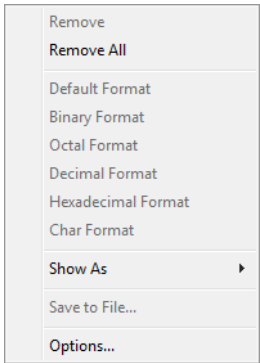 Remove
Remove All
Default Format
Binary Format
Octal Format
Decimal Format
Hexadecimal Format
Char Format
Show As
Save to File...
Options...